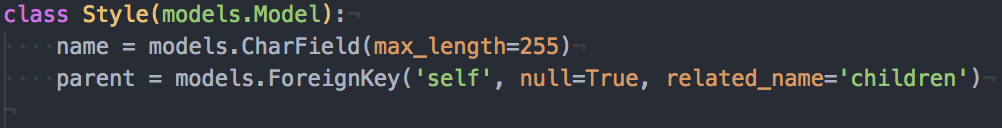 class Style(models.Model):¬
····name = models.CharField(max_length=255)¬
····parent = models.ForeignKey('self', null=True, related_name='children')¬
¬